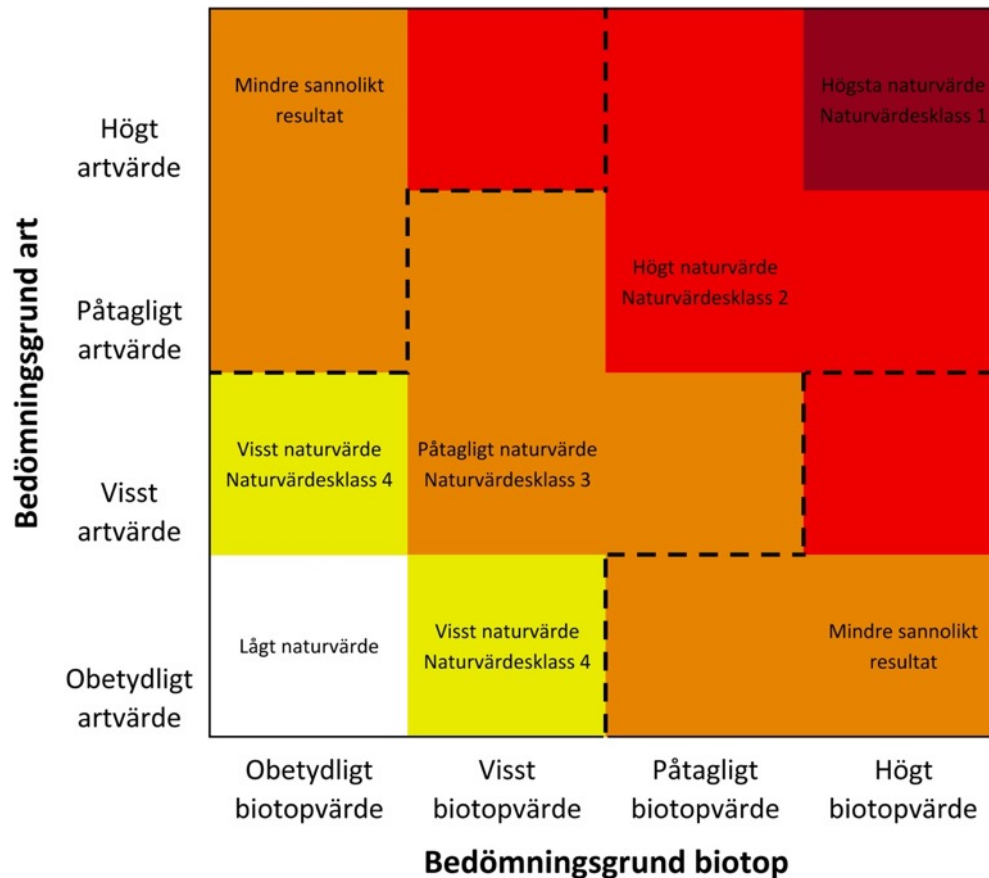 Bedömningsgrund art
Högt
artvärde
Mindre sannolikt
resultat
Högsta naturvärde
Naturvärdesklass 1
Påtagligt
artvärde
Högt naturvärde
Naturvärdesklass 2
Visst
artvärde
Visst naturvärde
Naturvärdesklass 4
Påtagligt naturvärde
Naturvärdesklass 3
Obetydligt
artvärde
Lågt naturvärde
Visst naturvärde
Naturvärdesklass 4
Mindre sannolikt
resultat
Obetydligt
biotopvärde
Visst
biotopvärde
Påtagligt
biotopvärde
Högt
biotopvärde
Bedömningsgrund biotop